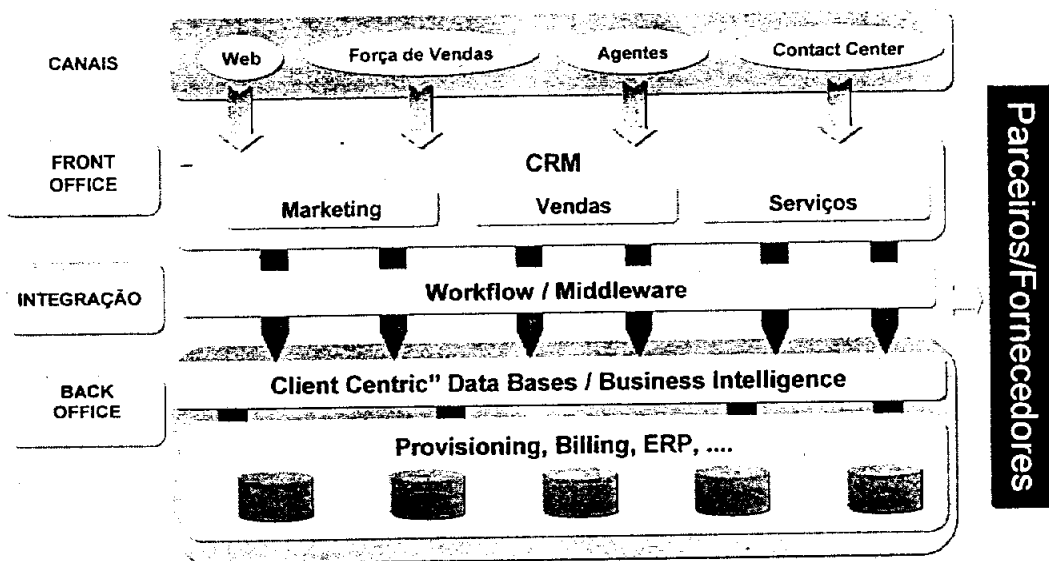 CANAIS
Web
Força de Vendas
Agentes
Contact Center
FRONT
OFFICE
CRM
Marketing
Vendas
Serviços
INTEGRAÇÃO
Workflow / Middleware
BACK
OFFICE
Client Centric" Data Bases / Business Intelligence
Provisioning, Billing, ERP, ....
Parceiros/Fornecedores